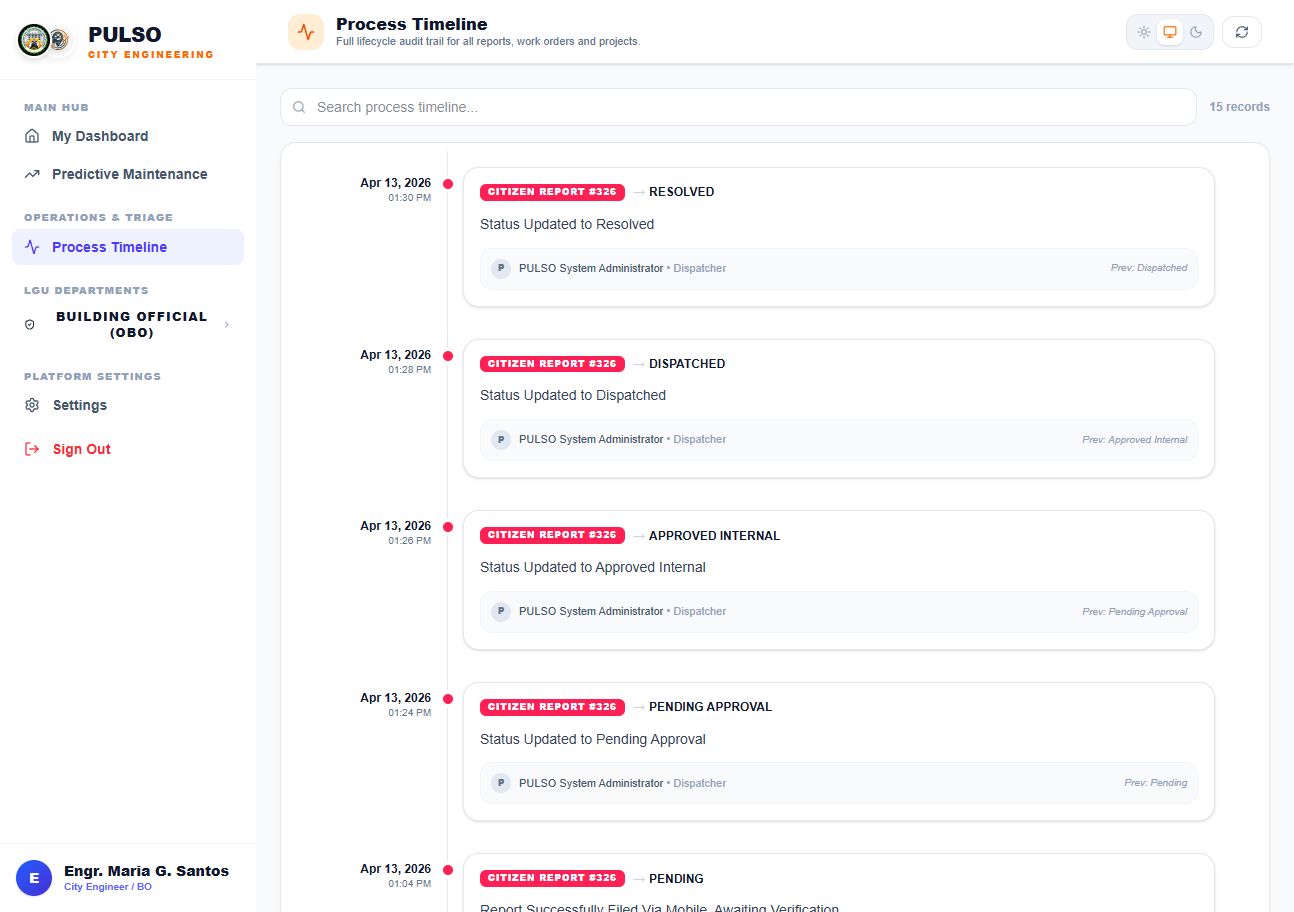 PULSO
CITY ENGINEERING
MAIN HUB
My Dashboard
Predictive Maintenance
OPERATIONS & TRIAGE
Process Timeline
LGU DEPARTMENTS
BUILDING OFFICIAL
(OBO)
PLATFORM SETTINGS
Settings
Sign Out
E
Engr. Maria G. Santos
City Engineer / BO
Process Timeline
Full lifecycle audit trail for all reports, work orders and projects.
Search process timeline...
15 records
Apr 13, 2026
01:30 PM
CITIZEN REPORT #326 → RESOLVED
Status Updated to Resolved
P PULSO System Administrator • Dispatcher Prev: Dispatched
Apr 13, 2026
01:28 PM
CITIZEN REPORT #326 → DISPATCHED
Status Updated to Dispatched
P PULSO System Administrator • Dispatcher Prev: Approved Internal
Apr 13, 2026
01:26 PM
CITIZEN REPORT #326 → APPROVED INTERNAL
Status Updated to Approved Internal
P PULSO System Administrator • Dispatcher Prev: Pending Approval
Apr 13, 2026
01:24 PM
CITIZEN REPORT #326 → PENDING APPROVAL
Status Updated to Pending Approval
P PULSO System Administrator • Dispatcher Prev: Pending
Apr 13, 2026
01:04 PM
CITIZEN REPORT #326 → PENDING
Report Successfully Filed Via Mobile. Awaiting Verification